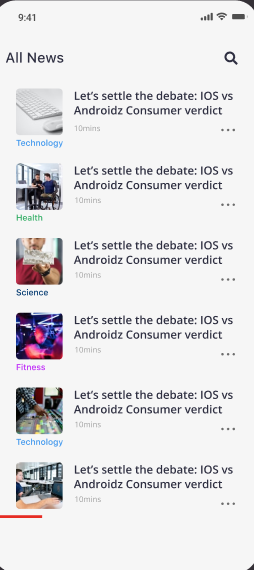 9:41
All News
Let's settle the debate: IOS vs
Androidz Consumer verdict
10mins
Technology
Let's settle the debate: IOS vs
Androidz Consumer verdict
10mins
Health
Let's settle the debate: IOS vs
Androidz Consumer verdict
10mins
Science
Let's settle the debate: IOS vs
Androidz Consumer verdict
10mins
Fitness
Let's settle the debate: IOS vs
Androidz Consumer verdict
10mins
Technology
Let's settle the debate: IOS vs
Androidz Consumer verdict
10mins